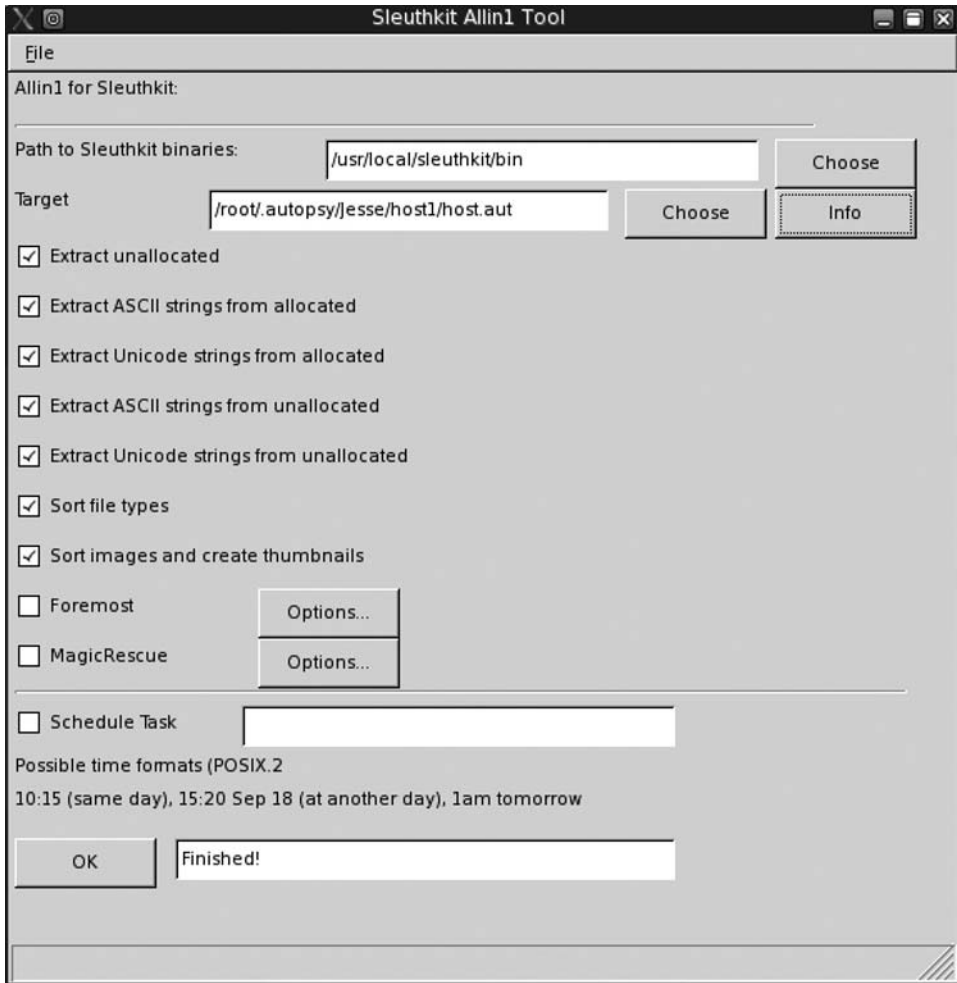 Sleuthkit Allin1 Tool
File
Allin1 for Sleuthkit:
Path to Sleuthkit binaries: /usr/local/sleuthkit/bin Choose
Target /root/.autopsy/Jesse/host1/host.aut Choose Info
Extract unallocated
Extract ASCII strings from allocated
Extract Unicode strings from allocated
Extract ASCII strings from unallocated
Extract Unicode strings from unallocated
Sort file types
Sort images and create thumbnails
Foremost Options...
MagicRescue Options...
Schedule Task
Possible time formats (POSIX.2
10:15 (same day), 15:20 Sep 18 (at another day), 1am tomorrow
OK Finished!